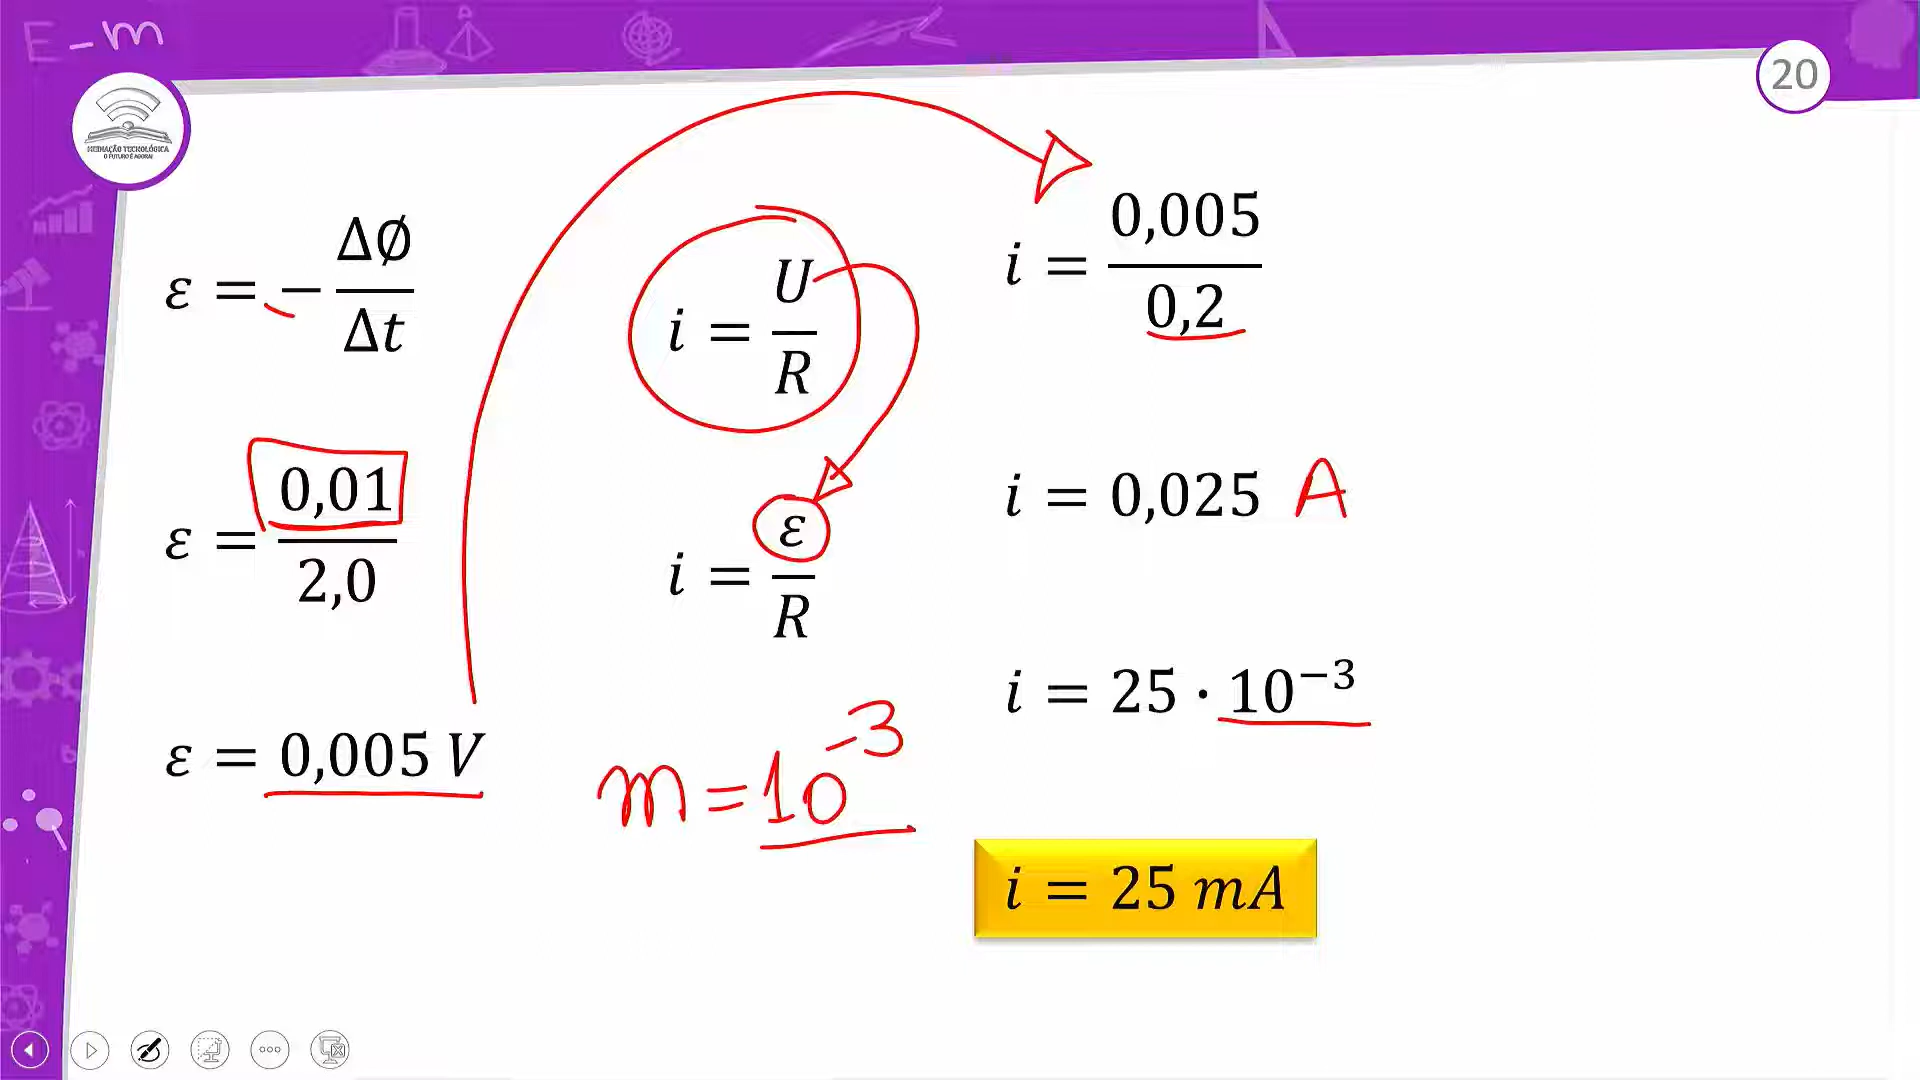 MEDIAÇÃO TECNOLÓGICA
O FUTURO É AGORA!
20
ε = − ΔØ / Δt
ε = 0,01 / 2,0
ε = 0,005 V
i = U / R
i = ε / R
m = 10⁻³
i = 0,005 / 0,2
i = 0,025 A
i = 25 · 10⁻³
i = 25 mA